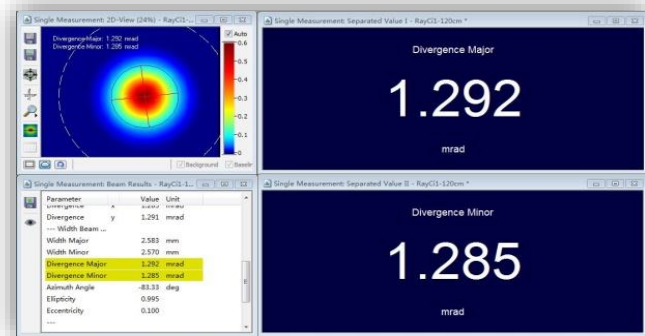 Single Measurement: 2D-View (24%) - RayCi1-...
Divergence Major: 1.292 mrad
Divergence Minor: 1.285 mrad
Auto
0.6
0.5
0.4
0.3
0.2
0.1
0
Background
Baselin
Single Measurement: Separated Value I - RayCi1-120cm *
Divergence Major
1.292
mrad
Single Measurement: Beam Results - RayCi1-1...
Parameter Value Unit
Divergence x 1.285 mrad
Divergence y 1.291 mrad
--- Width Beam ...
Width Major 2.583 mm
Width Minor 2.570 mm
Divergence Major 1.292 mrad
Divergence Minor 1.285 mrad
Azimuth Angle -83.33 deg
Ellipticity 0.995
Eccentricity 0.100
---
Single Measurement: Separated Value II - RayCi1-120cm *
Divergence Minor
1.285
mrad